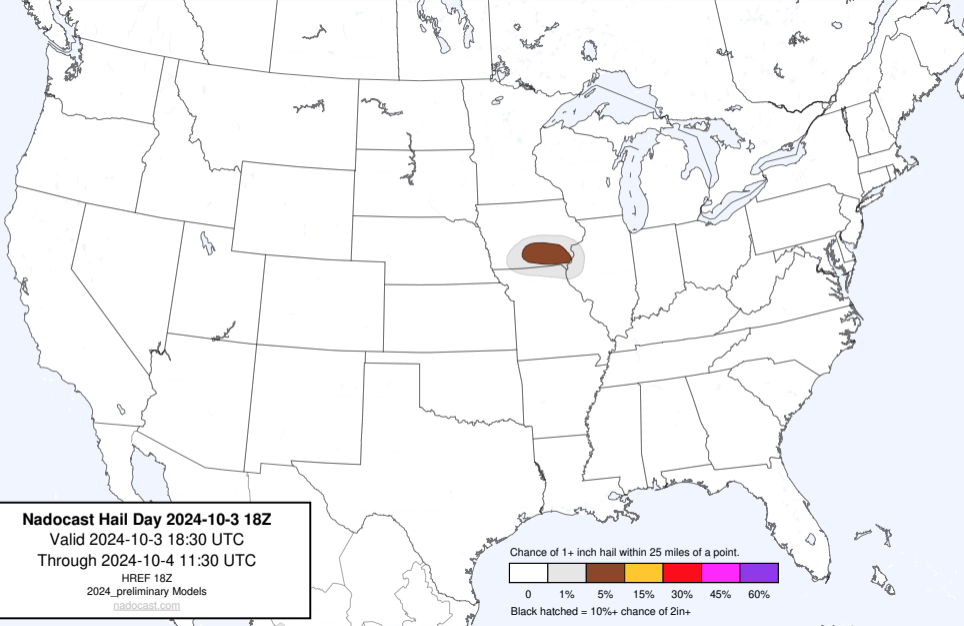 Nadocast Hail Day 2024-10-3 18Z
Valid 2024-10-3 18:30 UTC
Through 2024-10-4 11:30 UTC
HREF 18Z
2024_preliminary Models
nadocast.com
Chance of 1+ inch hail within 25 miles of a point.
0 1% 5% 15% 30% 45% 60%
Black hatched = 10%+ chance of 2in+